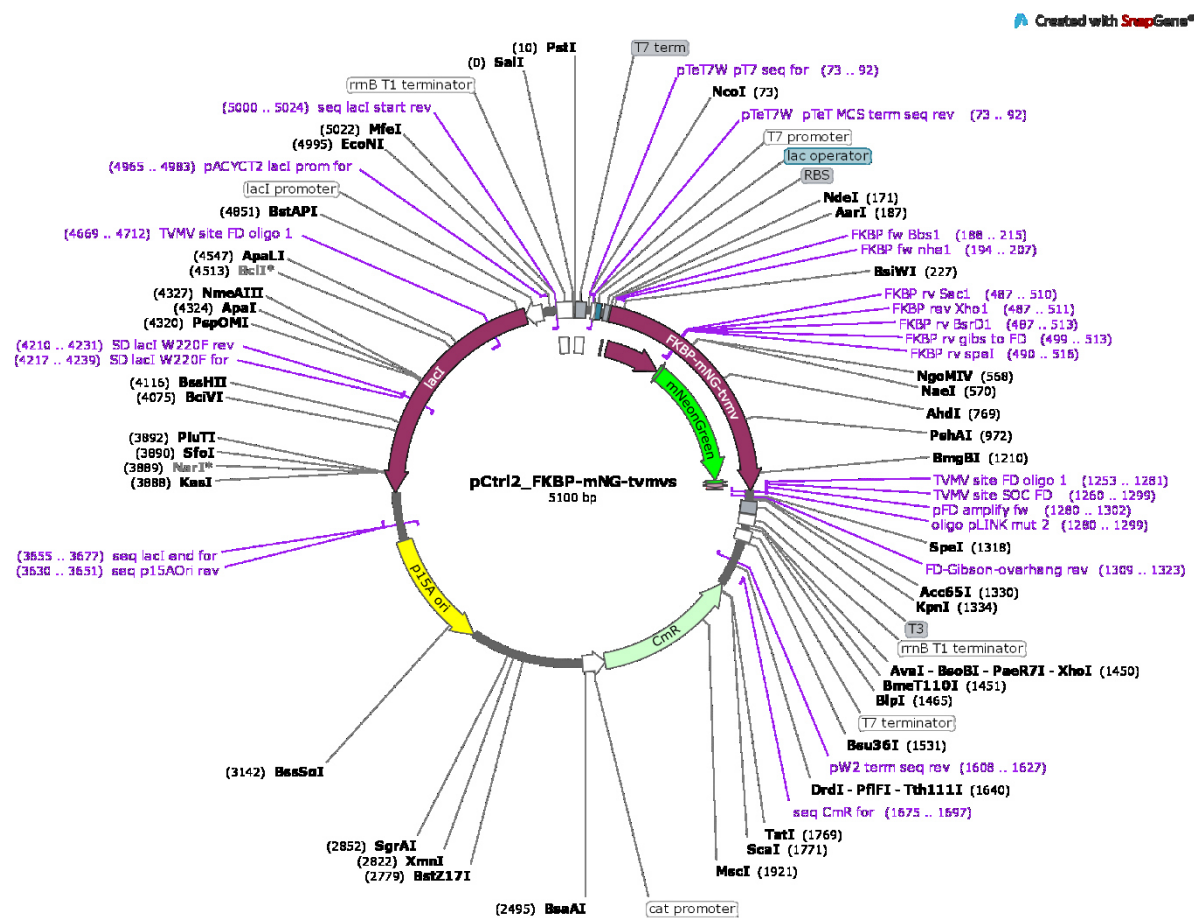 Created with SnapGene®
(10) PstI
(0) SalI
rrnB T1 terminator
(5000 .. 5024) seq lacI start rev
(5022) MfeI
(4995) EcoNI
(4965 .. 4983) pACYCT2 lacI prom for
lacI promoter
(4851) BstAPI
(4669 .. 4712) TVMV site FD oligo 1
(4547) ApaLI
(4513) BclI*
(4327) NmeAIII
(4324) ApaI
(4320) PspOMI
(4210 .. 4231) SD lacI W220F rev
(4217 .. 4239) SD lacI W220F for
(4116) BssHII
(4075) BciVI
(3892) PluTI
(3890) SfoI
(3889) NarI*
(3888) KasI
(3655 .. 3677) seq lacI end for
(3630 .. 3651) seq p15AOri rev
(3142) BssSαI
(2852) SgrAI
(2822) XmnI
(2779) BstZ17I
(2495) BsaAI
T7 term
pTeT7W pT7 seq for (73 .. 92)
NcoI (73)
pTeT7W pTeT MCS term seq rev (73 .. 92)
T7 promoter
lac operator
RBS
NdeI (171)
AarI (187)
FKBP fw Bbs1 (188 .. 215)
FKBP fw nhe1 (194 .. 207)
BsiWI (227)
FKBP rv Sac1 (487 .. 510)
FKBP rev Xho1 (487 .. 511)
FKBP rv BsrD1 (487 .. 513)
FKBP rv gibs to FD (499 .. 513)
FKBP rv speI (490 .. 516)
NgoMIV (568)
NaeI (570)
AhdI (769)
PshAI (972)
BmgBI (1210)
TVMV site FD oligo 1 (1253 .. 1281)
TVMV site SOC FD (1260 .. 1299)
pFD amplify fw (1280 .. 1302)
oligo pLINK mut 2 (1280 .. 1299)
SpeI (1318)
FD-Gibson-overhang rev (1309 .. 1323)
Acc65I (1330)
KpnI (1334)
T3
rrnB T1 terminator
AvaI - BsoBI - PaeR7I - XhoI (1450)
BmeT110I (1451)
BlpI (1465)
T7 terminator
Bsu36I (1531)
pW2 term seq rev (1608 .. 1627)
DrdI - PflFI - Tth111I (1640)
seq CmR for (1675 .. 1697)
TatI (1769)
ScaI (1771)
MscI (1921)
cat promoter
lacI
FKBP-mNG-tvmv
mNeonGreen
p15A ori
CmR
pCtrl2_FKBP-mNG-tvmvs
5100 bp